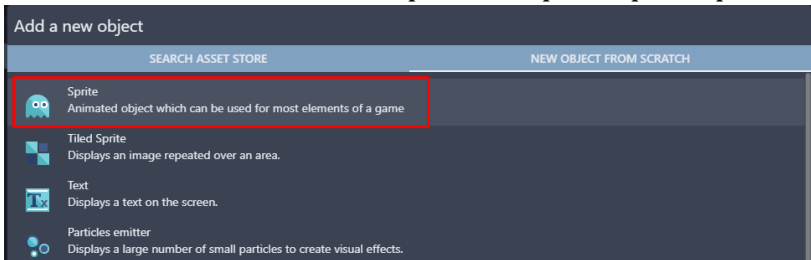 Add a new object
SEARCH ASSET STORE
NEW OBJECT FROM SCRATCH
Sprite
Animated object which can be used for most elements of a game
Tiled Sprite
Displays an image repeated over an area.
Tx
Text
Displays a text on the screen.
Particles emitter
Displays a large number of small particles to create visual effects.